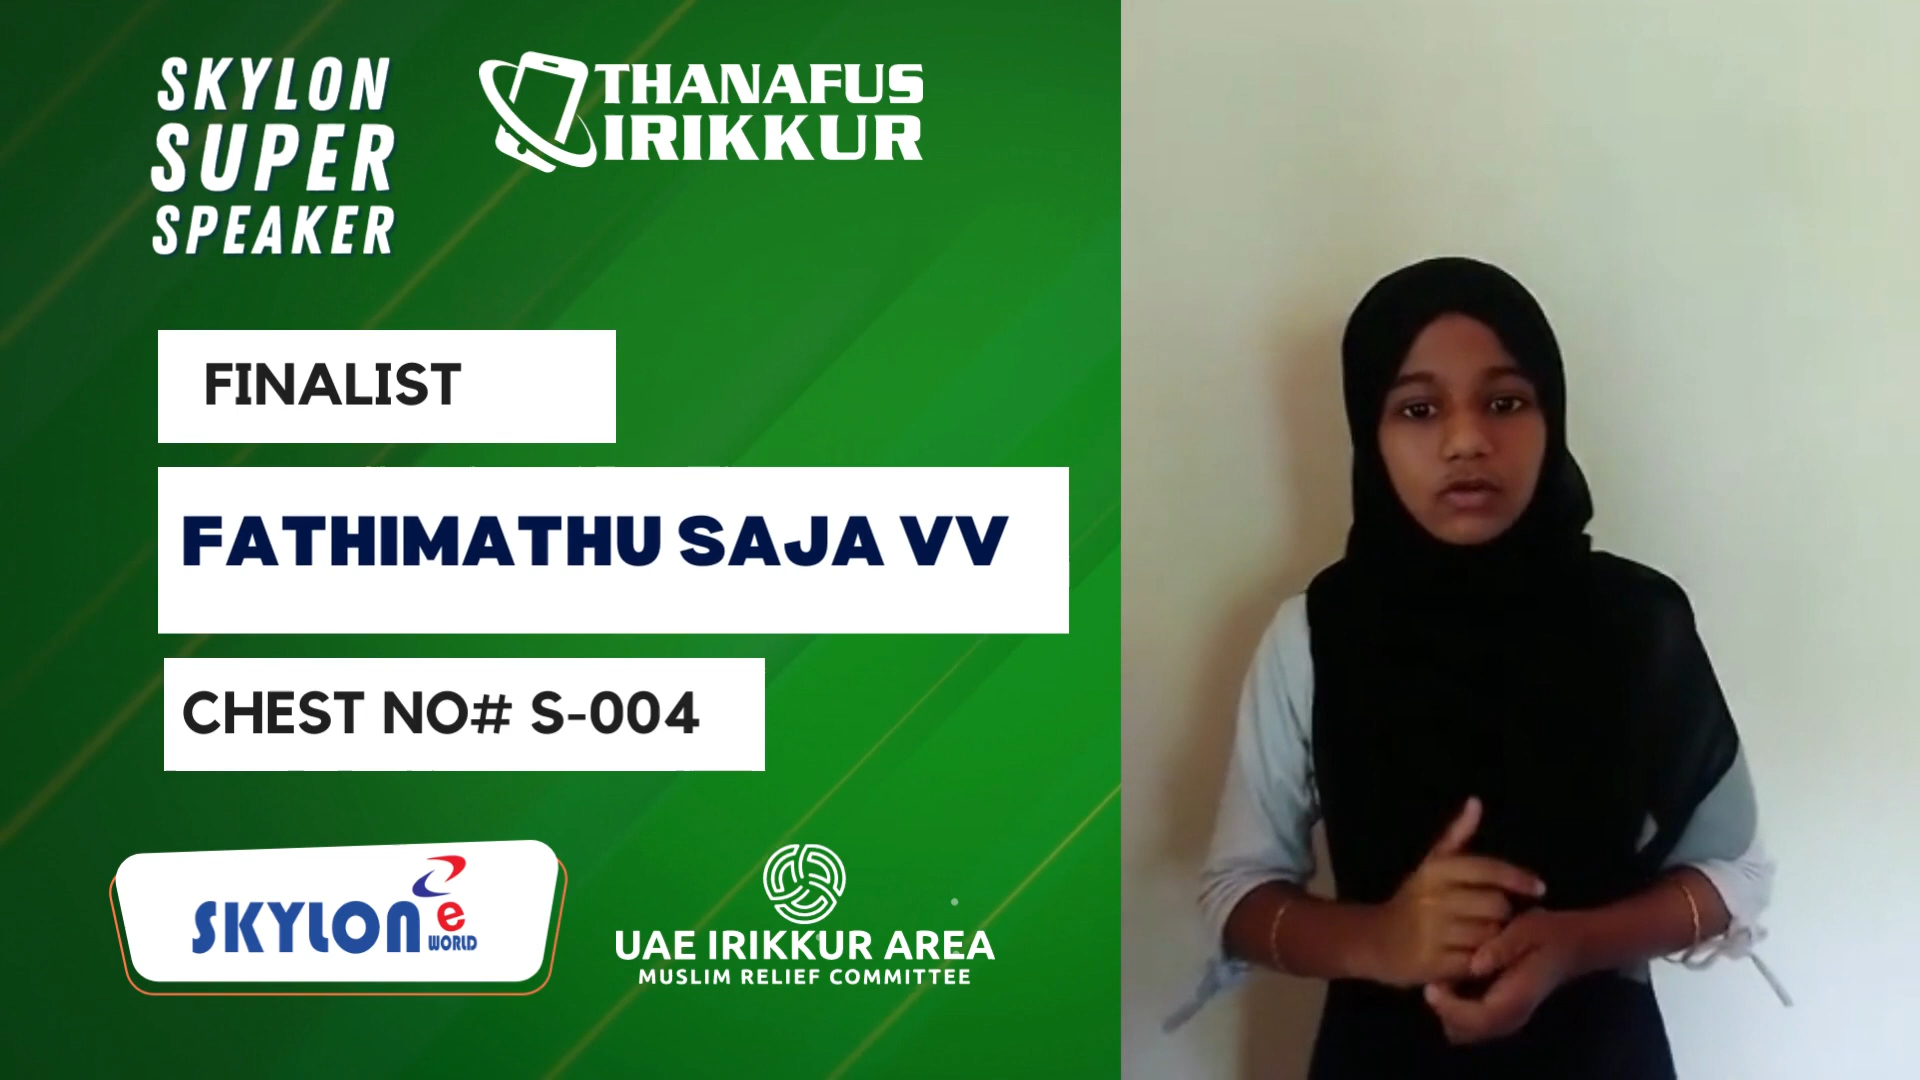 SKYLON
SUPER
SPEAKER
THANAFUS
IRIKKUR
FINALIST
FATHIMATHU SAJA VV
CHEST NO# S-004
SKYLON e WORLD
UAE IRIKKUR AREA
MUSLIM RELIEF COMMITTEE